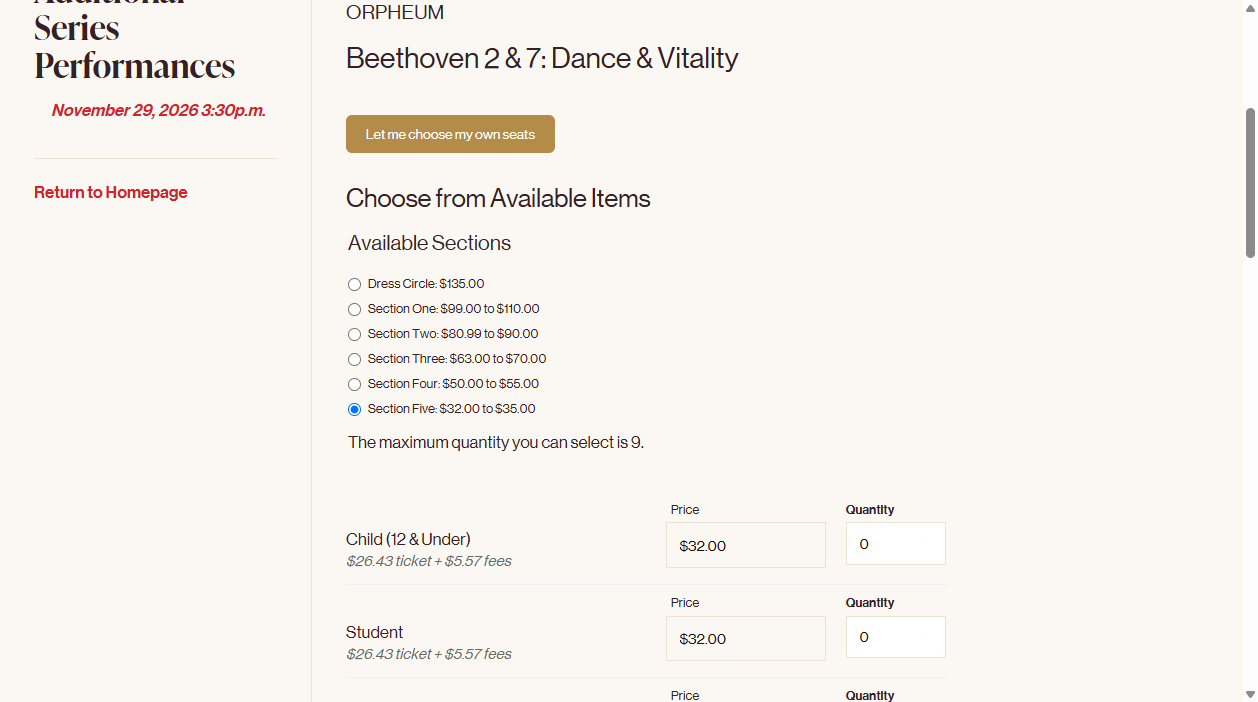 Additional
Series
Performances
November 29, 2026 3:30p.m.
Return to Homepage
ORPHEUM
Beethoven 2 & 7: Dance & Vitality
Let me choose my own seats
Choose from Available Items
Available Sections
Dress Circle: $135.00
Section One: $99.00 to $110.00
Section Two: $80.99 to $90.00
Section Three: $63.00 to $70.00
Section Four: $50.00 to $55.00
Section Five: $32.00 to $35.00
The maximum quantity you can select is 9.
Price Quantity
Child (12 & Under) $32.00 0
$26.43 ticket + $5.57 fees
Price Quantity
Student $32.00 0
$26.43 ticket + $5.57 fees
Price Quantity